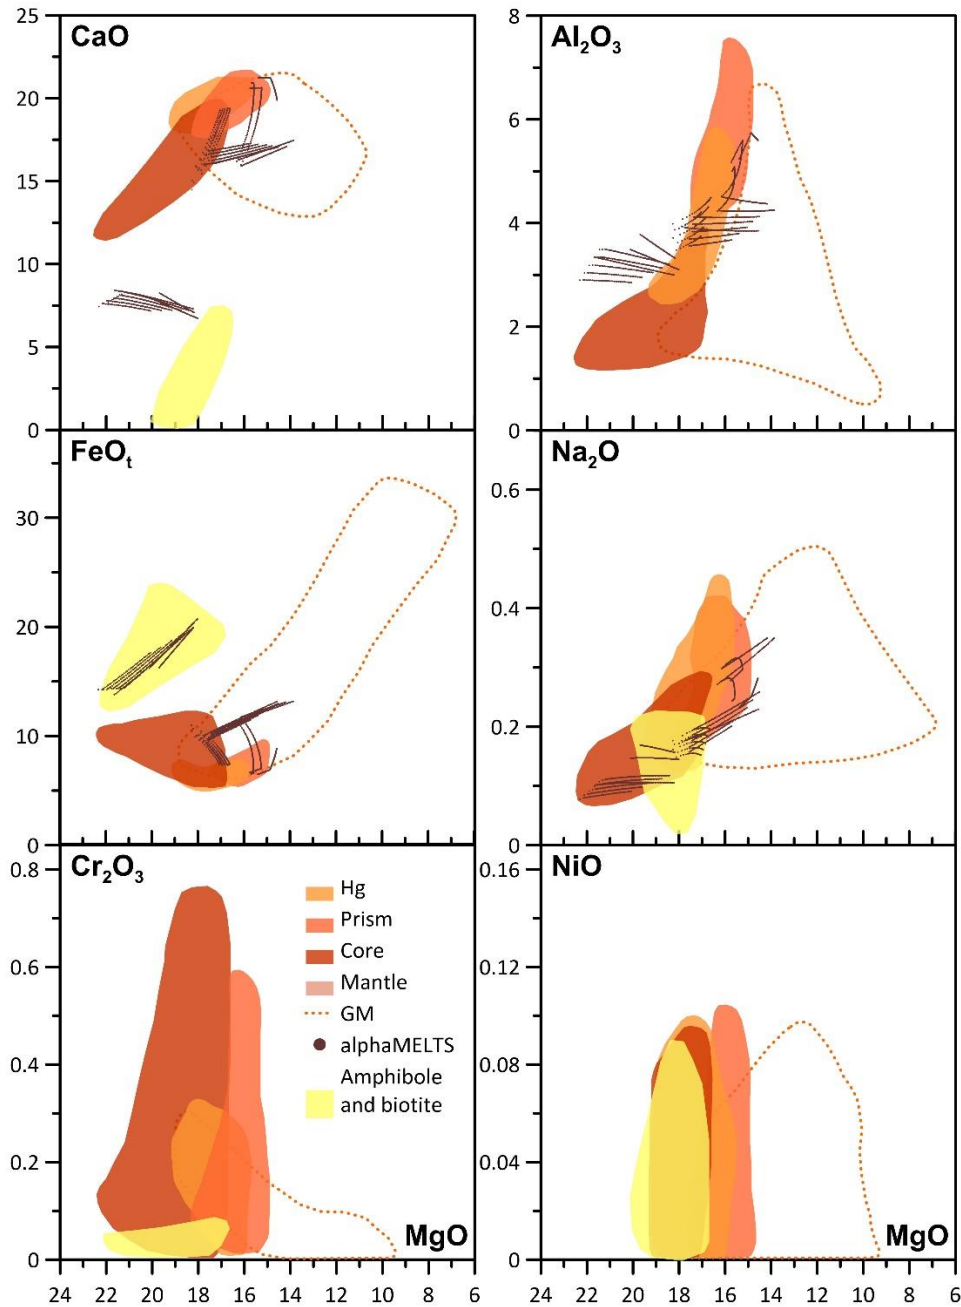 25
20
15
10
5
0
CaO
8
6
4
2
0
Al₂O₃
30
20
10
0
FeOₜ
0.6
0.4
0.2
0
Na₂O
0.8
0.6
0.4
0.2
0
Cr₂O₃
Hg
Prism
Core
Mantle
GM
alphaMELTS
Amphibole
and biotite
MgO
24 22 20 18 16 14 12 10 8 6
0.16
0.12
0.08
0.04
0
NiO
MgO
24 22 20 18 16 14 12 10 8 6